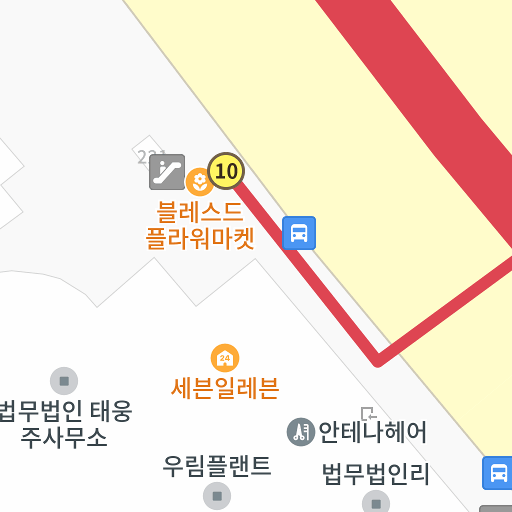 10
블레스드
플라워마켓
24
세븐일레븐
법무법인 태웅
주사무소
안테나헤어
우림플랜트
법무법인리